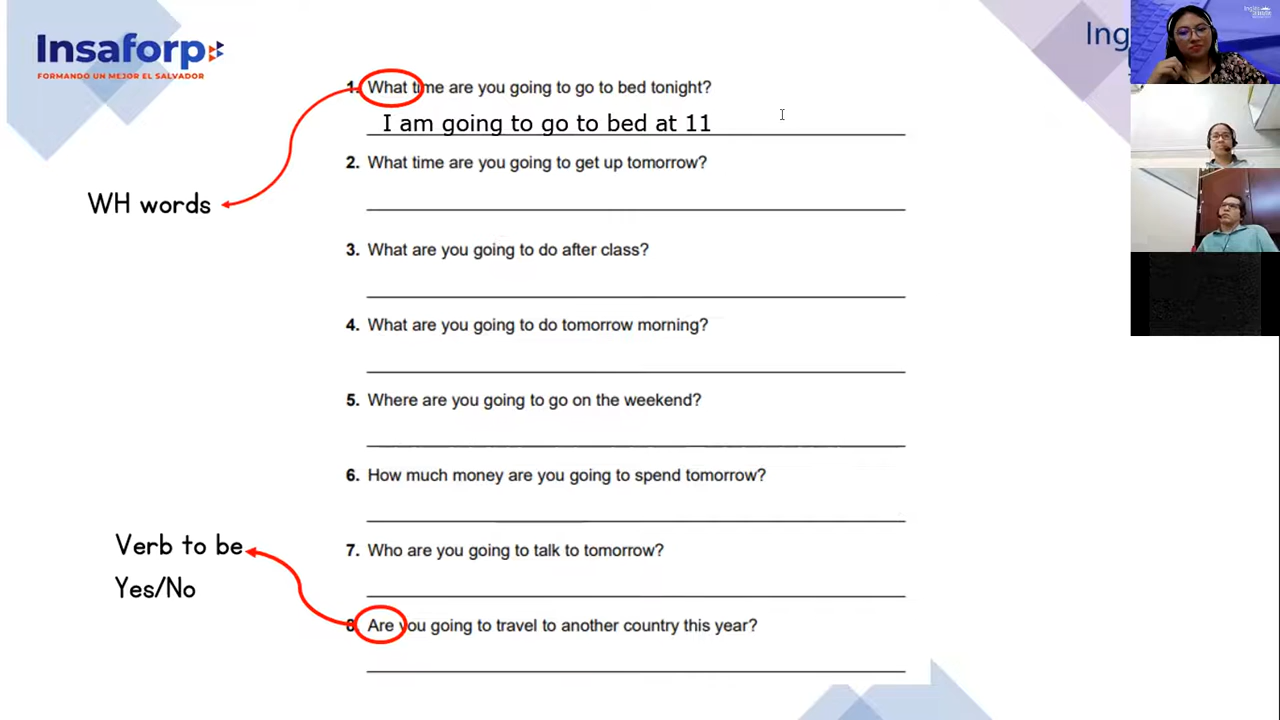 Insaforp
FORMANDO UN MEJOR EL SALVADOR
Ing
1. What time are you going to go to bed tonight?
I am going to go to bed at 11
2. What time are you going to get up tomorrow?
WH words
3. What are you going to do after class?
4. What are you going to do tomorrow morning?
5. Where are you going to go on the weekend?
6. How much money are you going to spend tomorrow?
Verb to be
7. Who are you going to talk to tomorrow?
Yes/No
8. Are you going to travel to another country this year?